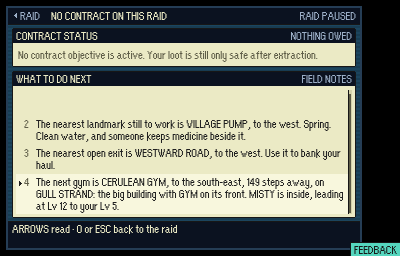 RAID NO CONTRACT ON THIS RAID RAID PAUSED
CONTRACT STATUS NOTHING OWED
No contract objective is active. Your loot is still only safe after extraction.
WHAT TO DO NEXT FIELD NOTES
2 The nearest landmark still to work is VILLAGE PUMP, to the west. Spring.
Clean water, and someone keeps medicine beside it.
3 The nearest open exit is WESTWARD ROAD, to the west. Use it to bank your
haul.
4 The next gym is CERULEAN GYM, to the south-east, 149 steps away, on
GULL STRAND: the big building with GYM on its front. MISTY is inside, leading
at Lv 12 to your Lv 5.
ARROWS read · O or ESC back to the raid
FEEDBACK